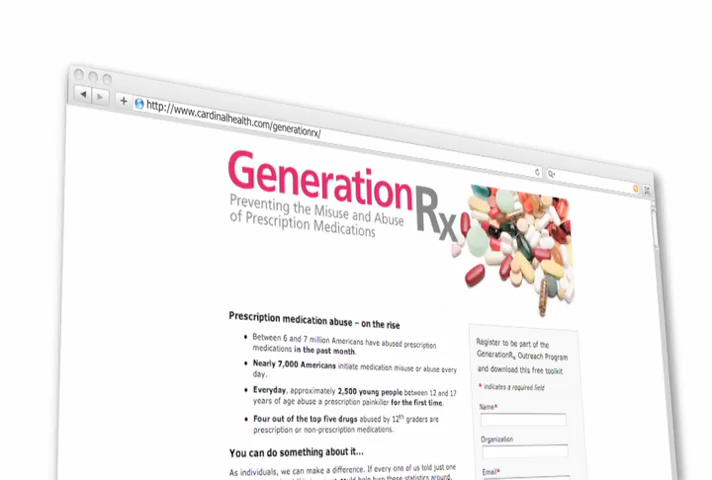 http://www.cardinalhealth.com/generationrx/
GenerationRx
Preventing the Misuse and Abuse
of Prescription Medications
Prescription medication abuse – on the rise
• Between 6 and 7 million Americans have abused prescription
medications in the past month.
• Nearly 7,000 Americans initiate medication misuse or abuse every
day.
• Everyday, approximately 2,500 young people between 12 and 17
years of age abuse a prescription painkiller for the first time.
• Four out of the top five drugs abused by 12th graders are
prescription or non-prescription medications.
You can do something about it...
As individuals, we can make a difference. If every one of us told just one
Register to be part of the
GenerationRx Outreach Program
and download this free toolkit
* indicates a required field
Name*
Organization
Email*